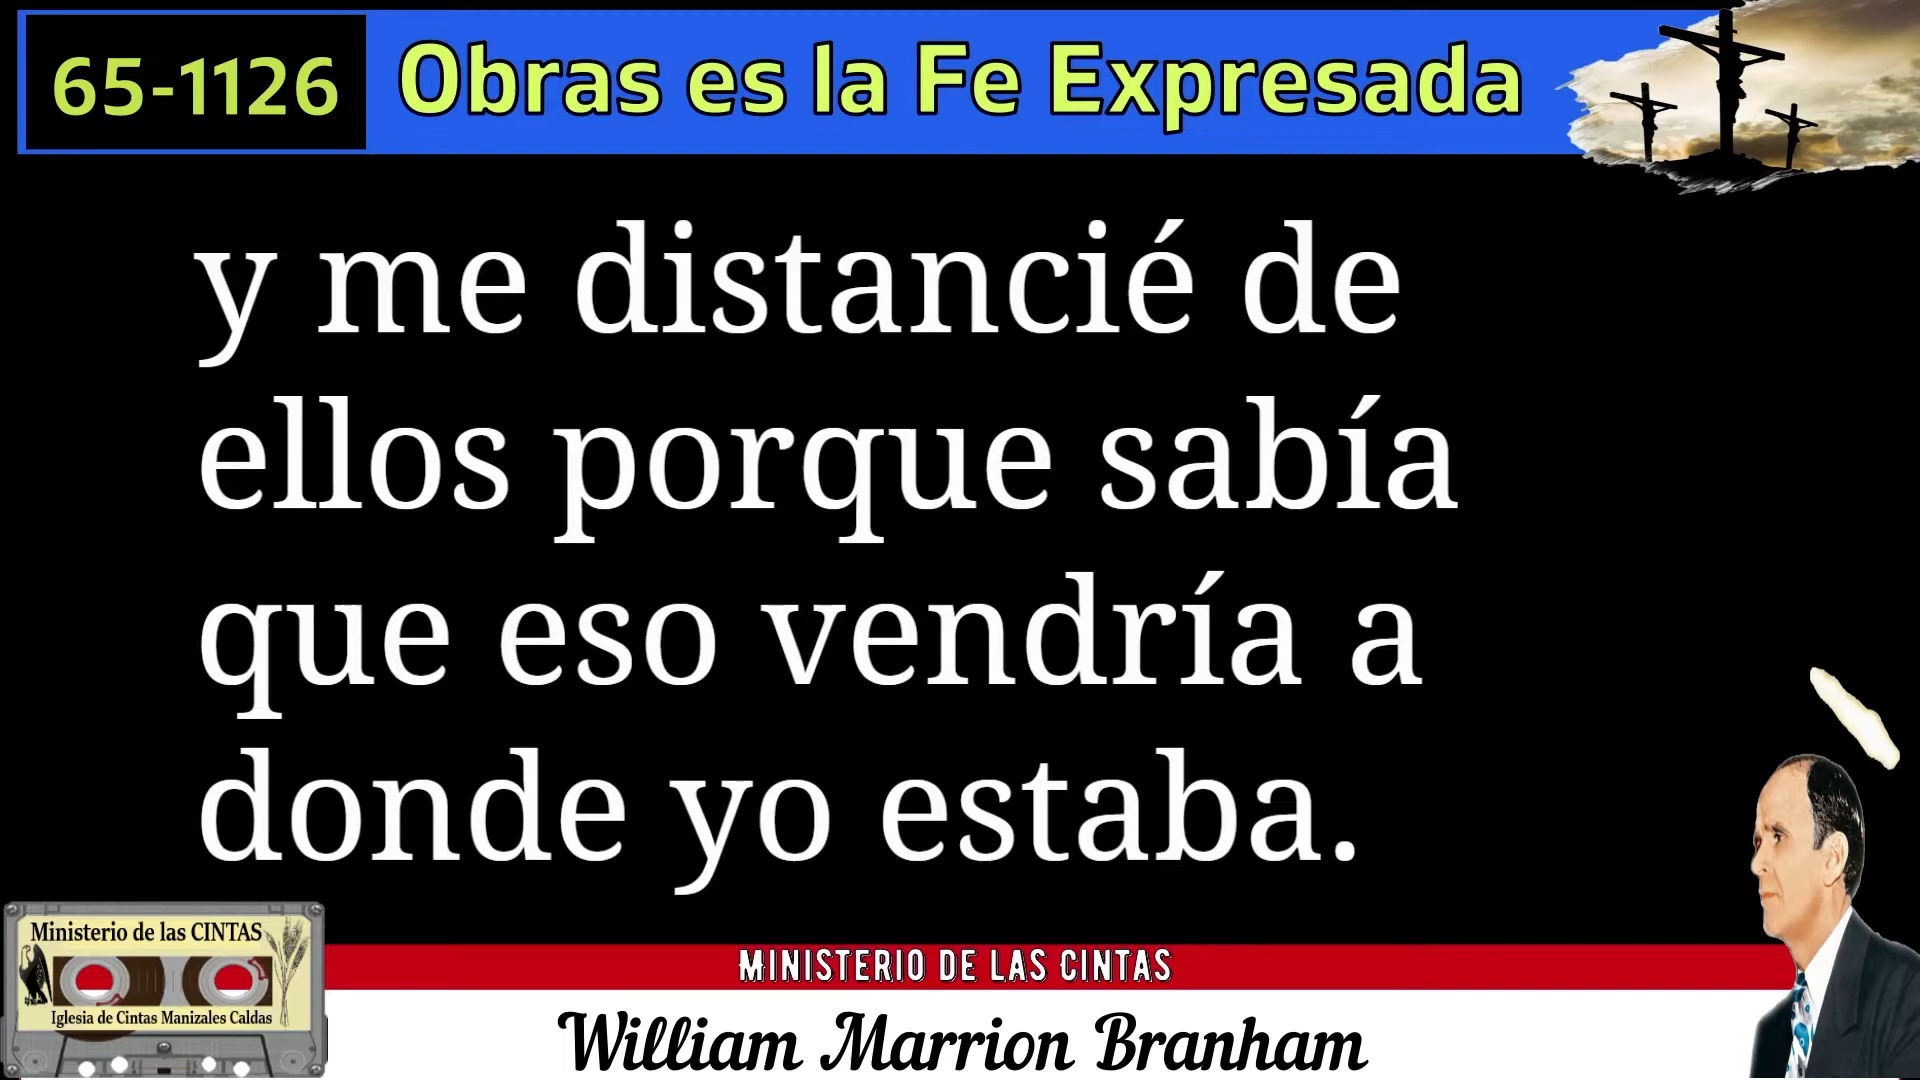 65-1126
Obras es la Fe Expresada
y me distancié de
ellos porque sabía
que eso vendría a
donde yo estaba.
Ministerio de las CINTAS
Iglesia de Cintas Manizales Caldas
MINISTERIO DE LAS CINTAS
William Marrion Branham